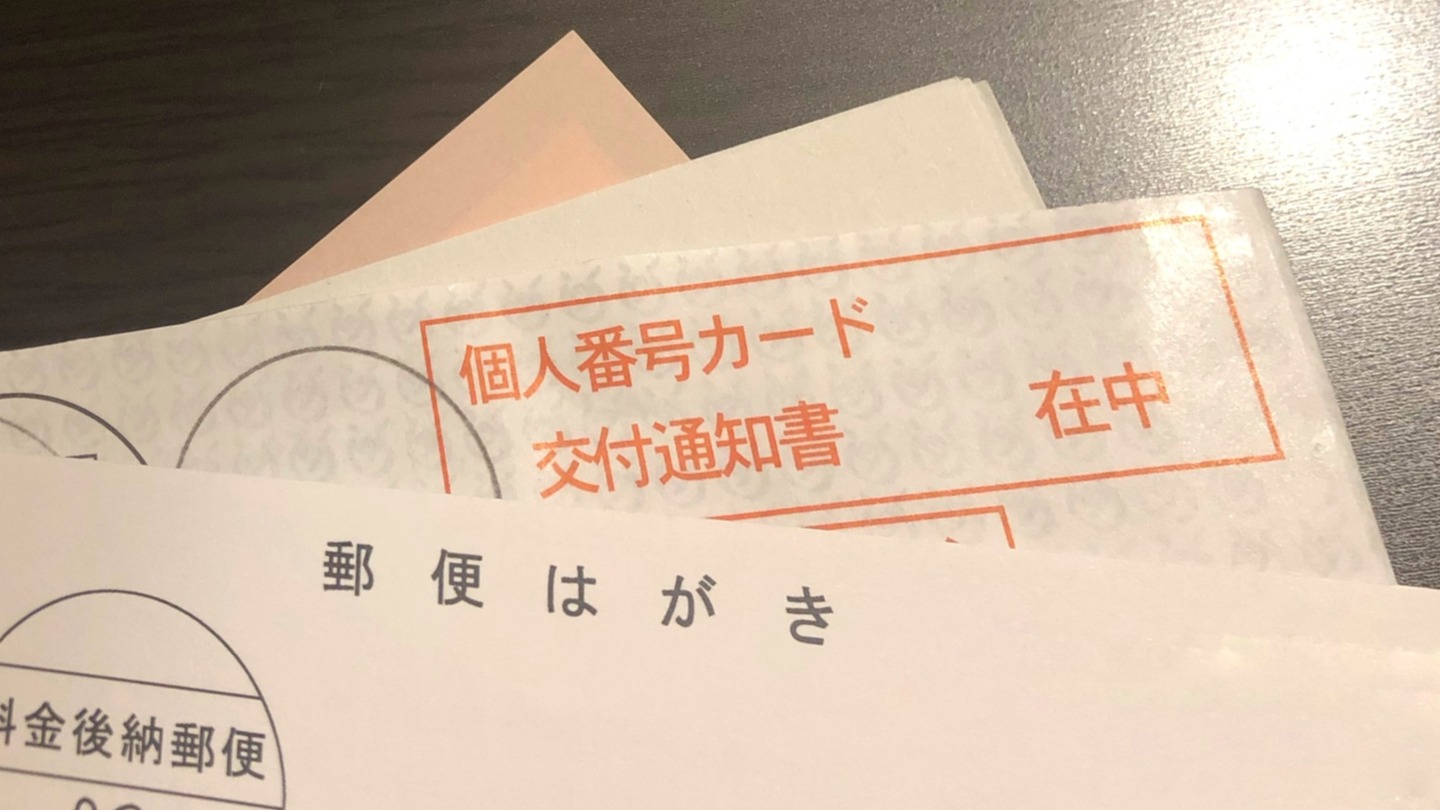 個人番号カード
交付通知書
在中
郵便はがき
料金後納郵便